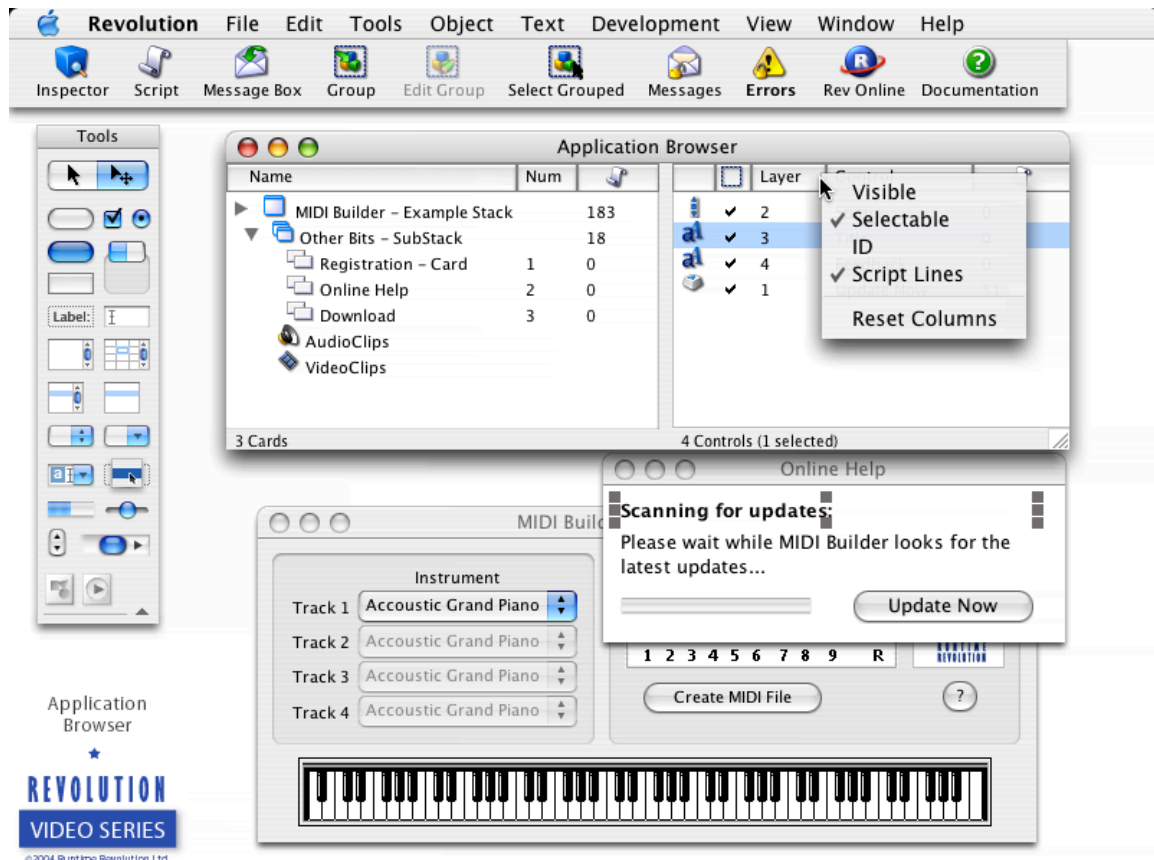 Revolution File Edit Tools Object Text Development View Window Help
Inspector Script Message Box Group Edit Group Select Grouped Messages Errors Rev Online Documentation
Tools
Label:
Application Browser
Name Num
Layer
MIDI Builder – Example Stack 183
Other Bits – SubStack 18
Registration – Card 1 0
Online Help 2 0
Download 3 0
AudioClips
VideoClips
2
3
4
1
Visible
Selectable
ID
Script Lines
Reset Columns
3 Cards
4 Controls (1 selected)
Online Help
Scanning for updates:
Please wait while MIDI Builder looks for the
latest updates...
Update Now
MIDI
Instrument
Track 1 Accoustic Grand Piano
Track 2 Accoustic Grand Piano
Track 3 Accoustic Grand Piano
Track 4 Accoustic Grand Piano
1 2 3 4 5 6 7 8 9 R
REVOLUTION
Create MIDI File
?
Application
Browser
REVOLUTION
VIDEO SERIES
©2004 Runtime Revolution Ltd